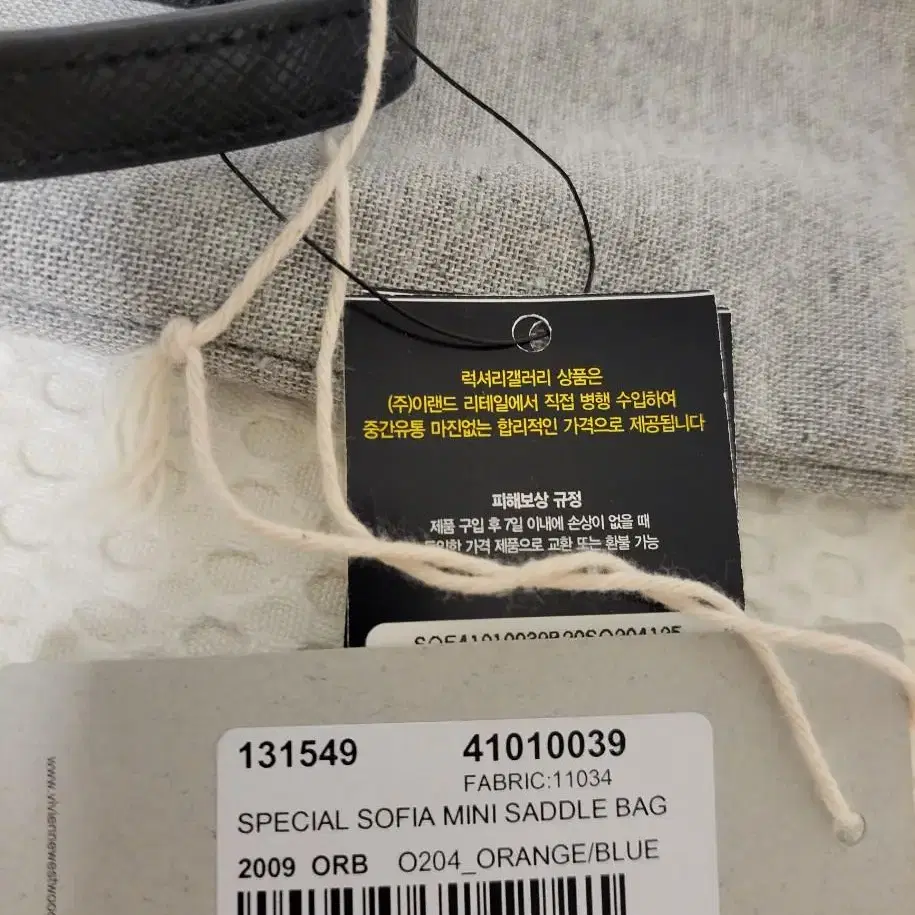 럭셔리갤러리 상품은
(주)이랜드 리테일에서 직접 병행 수입하여
중간유통 마진없는 합리적인 가격으로 제공됩니다
피해보상 규정
제품 구입 후 7일 이내에 손상이 없을 때
가격 제품으로 교환 또는 환불 가능
131549 41010039
FABRIC:11034
SPECIAL SOFIA MINI SADDLE BAG
2009 ORB O204_ORANGE/BLUE
www.viviennewestwoo